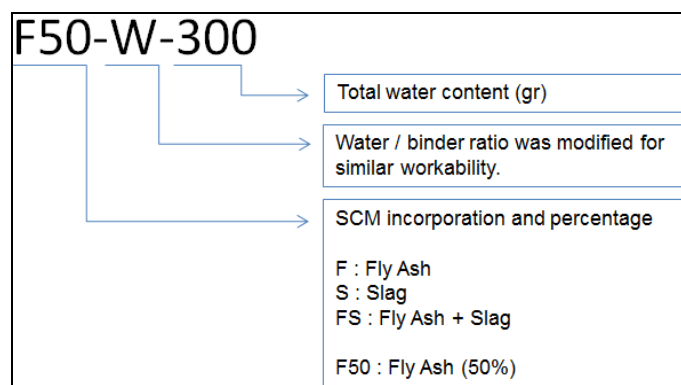 F50-W-300
Total water content (gr)
Water / binder ratio was modified for
similar workability.
SCM incorporation and percentage
F : Fly Ash
S : Slag
FS : Fly Ash + Slag
F50 : Fly Ash (50%)